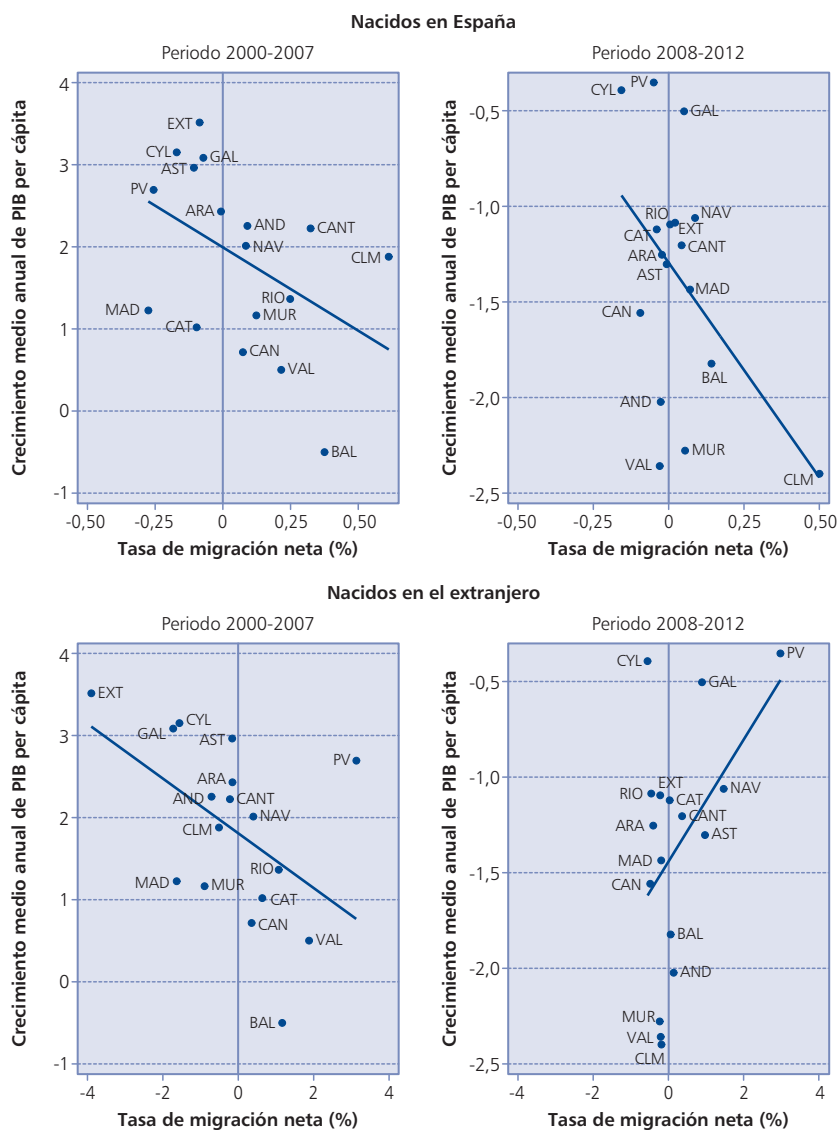 Nacidos en España
Periodo 2000-2007
Crecimiento medio anual de PIB per cápita
4
3
2
1
0
-1
EXT
CYL
GAL
AST
PV
ARA
AND
CANT
NAV
CLM
MAD
RIO
MUR
CAT
CAN
VAL
BAL
-0,50
-0,25
0
0,25
0,50
Tasa de migración neta (%)
Periodo 2008-2012
Crecimiento medio anual de PIB per cápita
-0,5
-1,0
-1,5
-2,0
-2,5
PV
CYL
GAL
RIO
NAV
CAT
EXT
CANT
ARA
AST
MAD
CAN
BAL
AND
MUR
VAL
CLM
-0,50
-0,25
0
0,25
0,50
Tasa de migración neta (%)
Nacidos en el extranjero
Periodo 2000-2007
Crecimiento medio anual de PIB per cápita
4
3
2
1
0
-1
EXT
CYL
GAL
AST
PV
ARA
AND
CANT
NAV
CLM
RIO
MAD
MUR
CAT
CAN
VAL
BAL
-4
-2
0
2
4
Tasa de migración neta (%)
Periodo 2008-2012
Crecimiento medio anual de PIB per cápita
-0,5
-1,0
-1,5
-2,0
-2,5
PV
CYL
GAL
EXT
RIO
NAV
CAT
CANT
ARA
AST
MAD
CAN
BAL
AND
MUR
VAL
CLM
-4
-2
0
2
4
Tasa de migración neta (%)